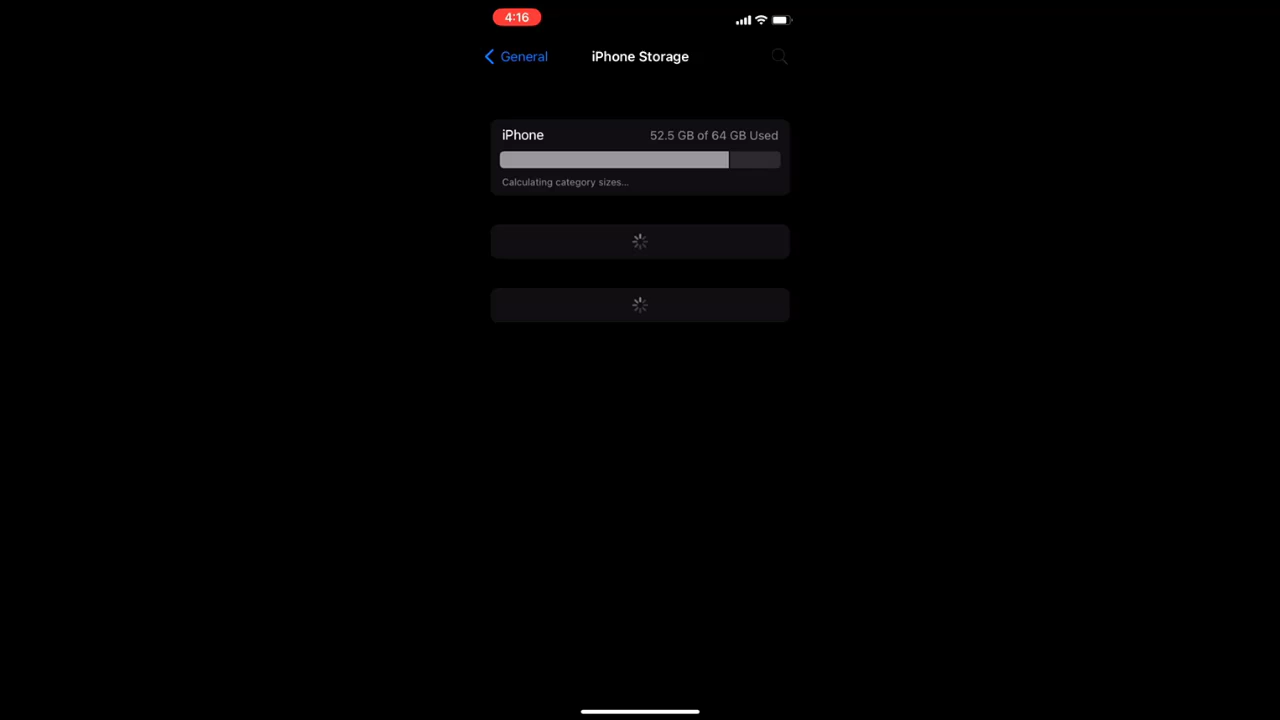 4:16
General
iPhone Storage
iPhone
52.5 GB of 64 GB Used
Calculating category sizes...